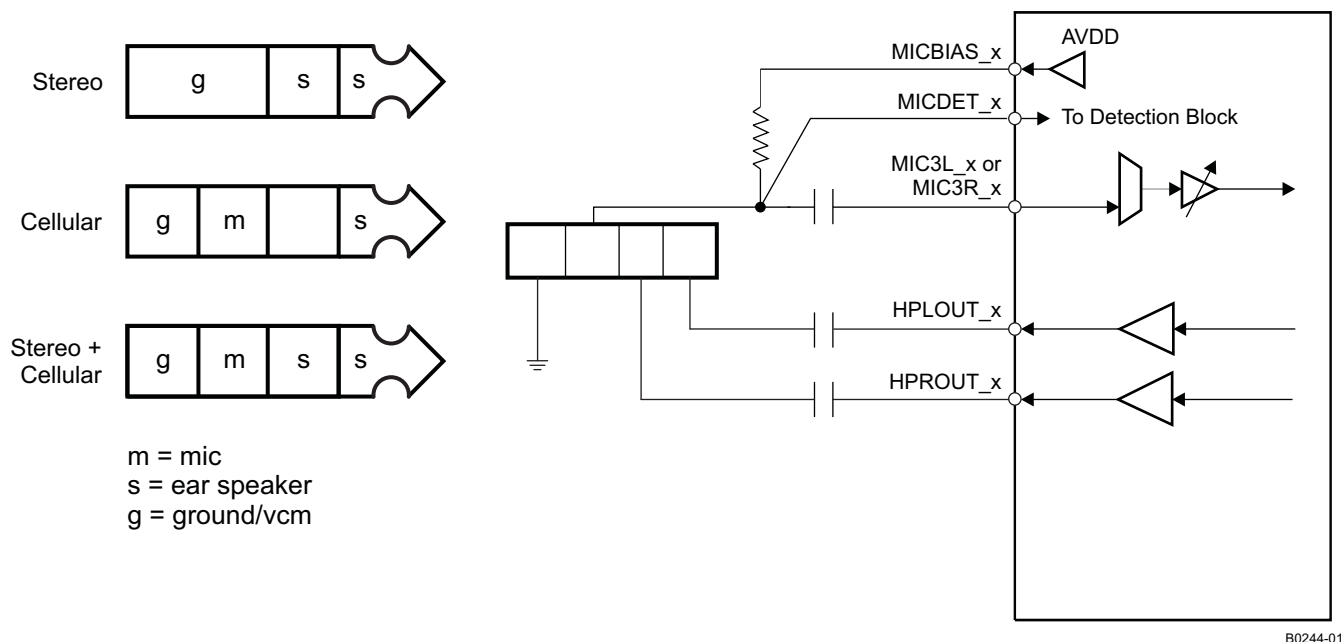 Stereo
g s s
Cellular
g m s
Stereo +
Cellular
g m s s
m = mic
s = ear speaker
g = ground/vcm
MICBIAS_x
AVDD
MICDET_x
To Detection Block
MIC3L_x or
MIC3R_x
HPLOUT_x
HPROUT_x
B0244-01